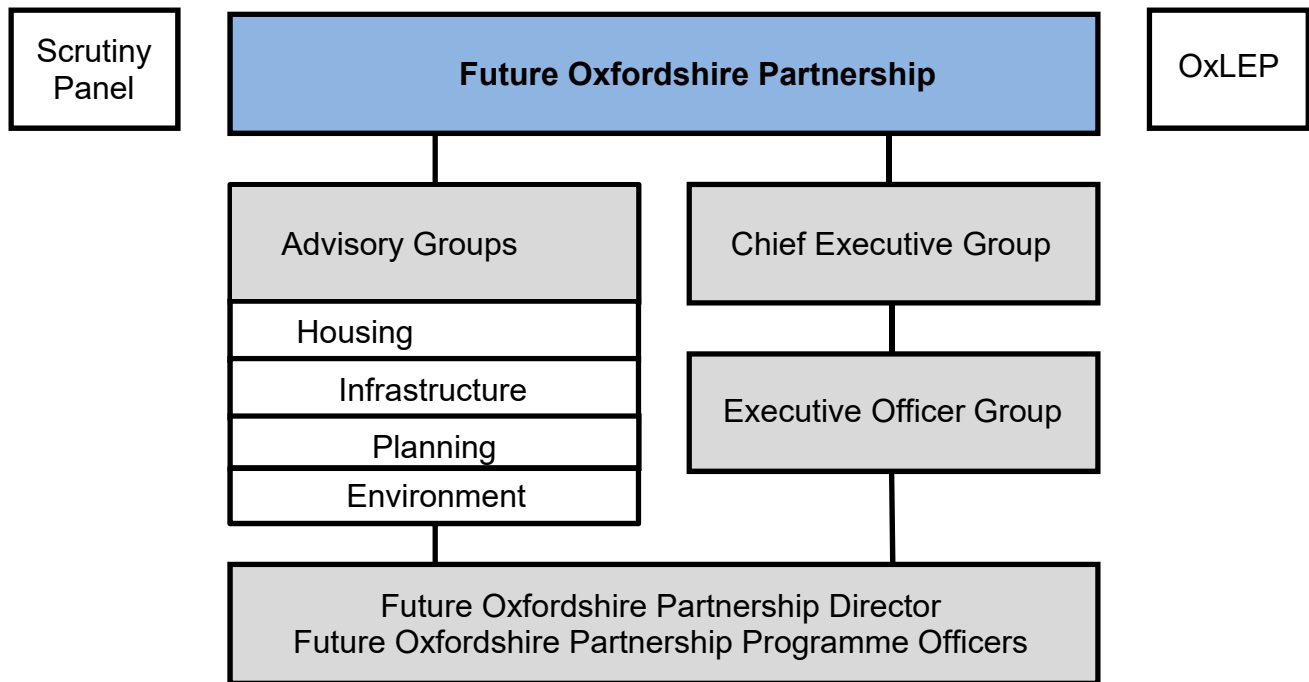 Scrutiny
Panel
Future Oxfordshire Partnership
OxLEP
Advisory Groups
Housing
Infrastructure
Planning
Environment
Chief Executive Group
Executive Officer Group
Future Oxfordshire Partnership Director
Future Oxfordshire Partnership Programme Officers